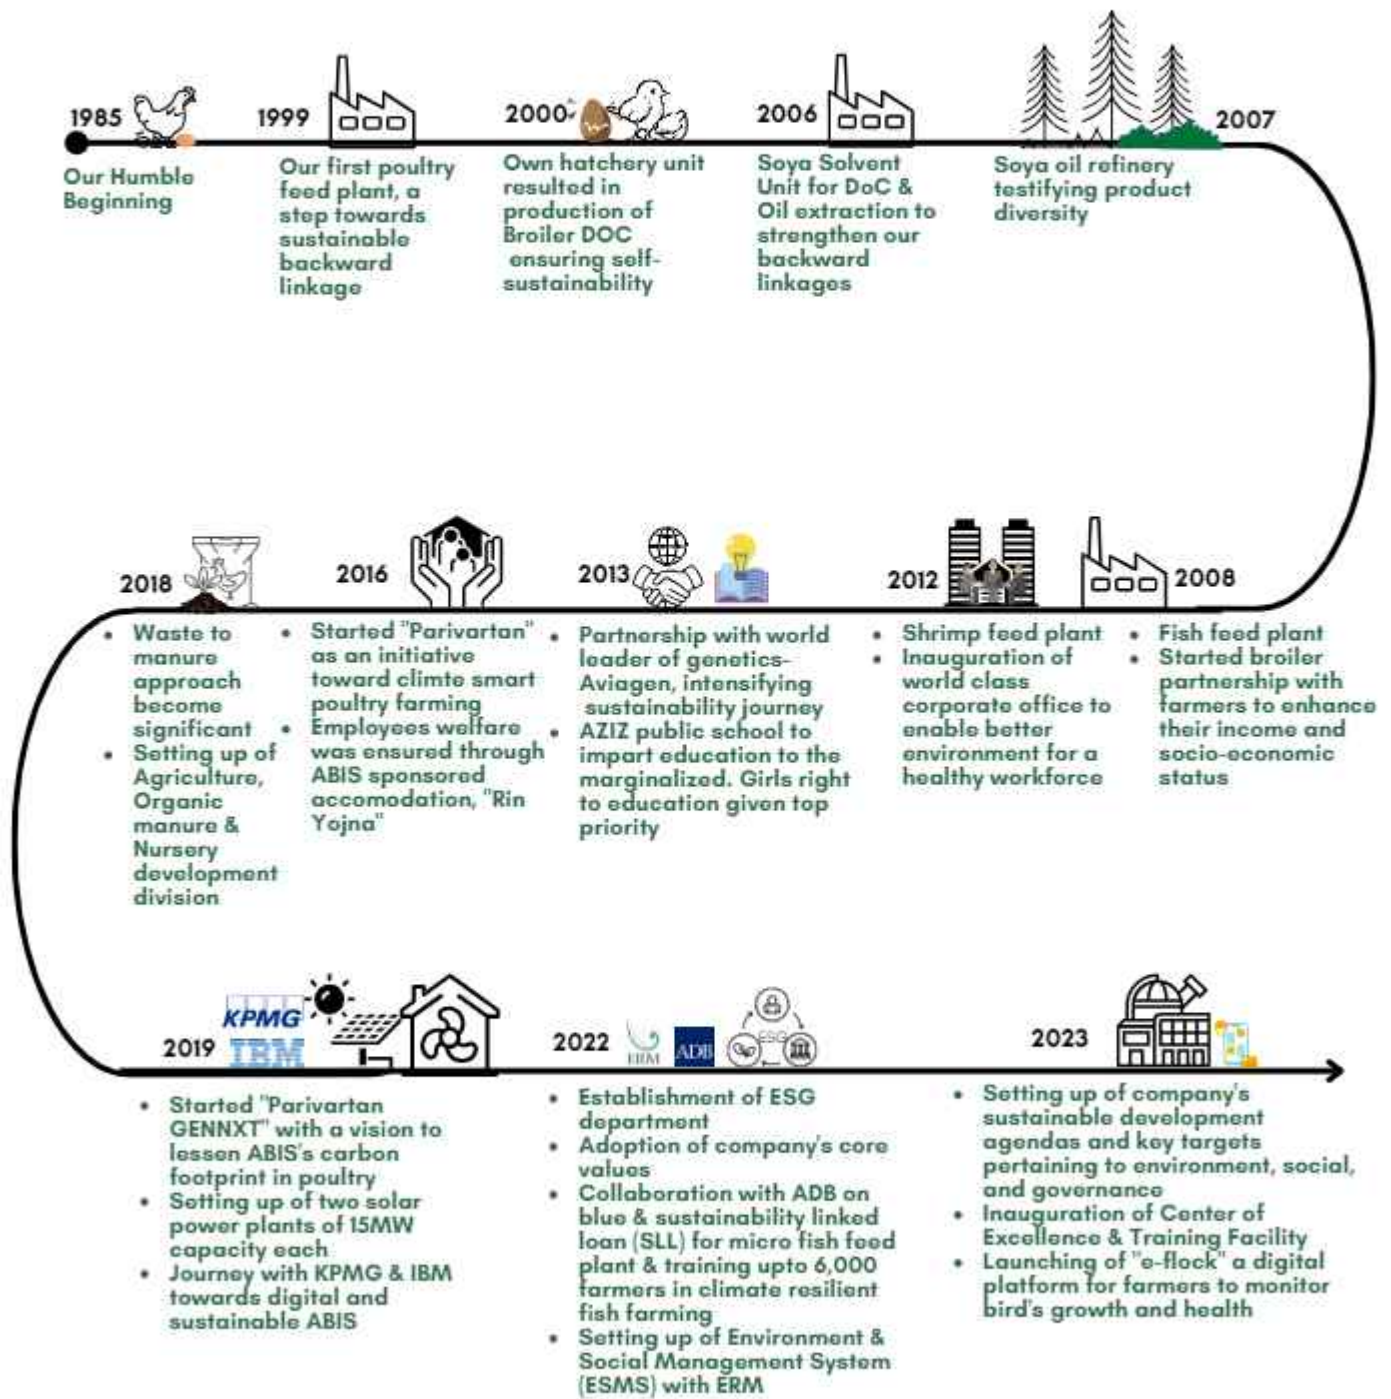 1985
Our Humble
Beginning
1999
Our first poultry
feed plant, a
step towards
sustainable
backward
linkage
2000
Own hatchery unit
resulted in
production of
Broiler DOC
ensuring self-
sustainability
2006
Soya Solvent
Unit for DoC &
Oil extraction to
strengthen our
backward
linkages
2007
Soya oil refinery
testifying product
diversity
2008
• Fish feed plant
• Started broiler
partnership with
farmers to enhance
their income and
socio-economic
status
2012
• Shrimp feed plant
• Inauguration of
world class
corporate office to
enable better
environment for a
healthy workforce
2013
• Partnership with world
leader of genetics-
Aviagen, intensifying
sustainability journey
• AZIZ public school to
impart education to the
marginalized. Girls right
to education given top
priority
2016
• Started "Parivartan"
as an initiative
toward climte smart
poultry farming
• Employees welfare
was ensured through
ABIS sponsored
accomodation, "Rin
Yojna"
2018
• Waste to
manure
approach
become
significant
• Setting up of
Agriculture,
Organic
manure &
Nursery
development
division
2019
KPMG
IBM
• Started "Parivartan
GENNXT" with a vision to
lessen ABIS's carbon
footprint in poultry
• Setting up of two solar
power plants of 15MW
capacity each
• Journey with KPMG & IBM
towards digital and
sustainable ABIS
2022
ERM
ADB
ESG
• Establishment of ESG
department
• Adoption of company's core
values
• Collaboration with ADB on
blue & sustainability linked
loan (SLL) for micro fish feed
plant & training upto 6,000
farmers in climate resilient
fish farming
• Setting up of Environment &
Social Management System
(ESMS) with ERM
2023
• Setting up of company's
sustainable development
agendas and key targets
pertaining to environment, social,
and governance
• Inauguration of Center of
Excellence & Training Facility
• Launching of "e-flock" a digital
platform for farmers to monitor
bird's growth and health